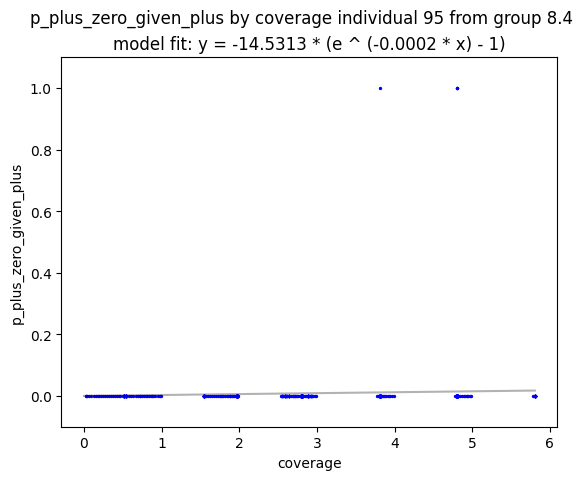 p_plus_zero_given_plus by coverage individual 95 from group 8.4
model fit: y = -14.5313 * (e ^ (-0.0002 * x) - 1)
1.0
0.8
0.6
0.4
0.2
0.0
p_plus_zero_given_plus
0 1 2 3 4 5 6
coverage